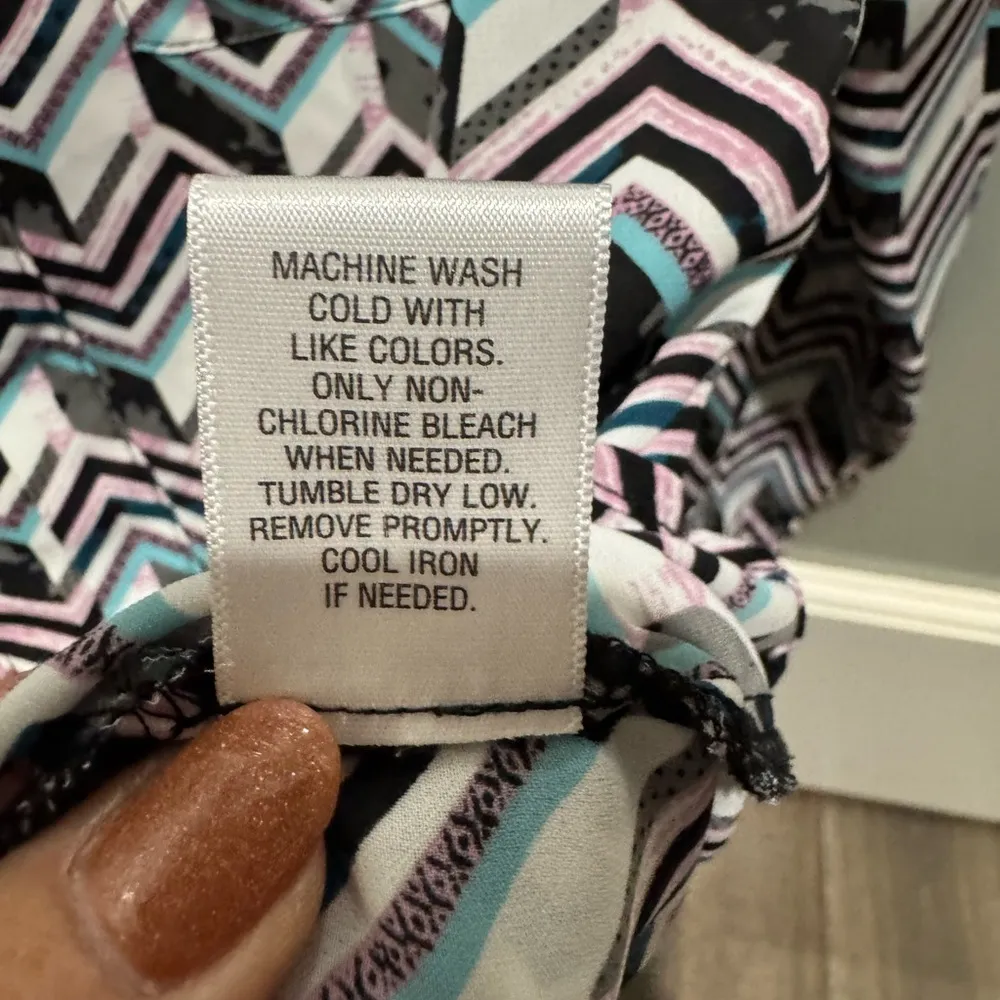 MACHINE WASH
COLD WITH
LIKE COLORS.
ONLY NON-
CHLORINE BLEACH
WHEN NEEDED.
TUMBLE DRY LOW.
REMOVE PROMPTLY.
COOL IRON
IF NEEDED.